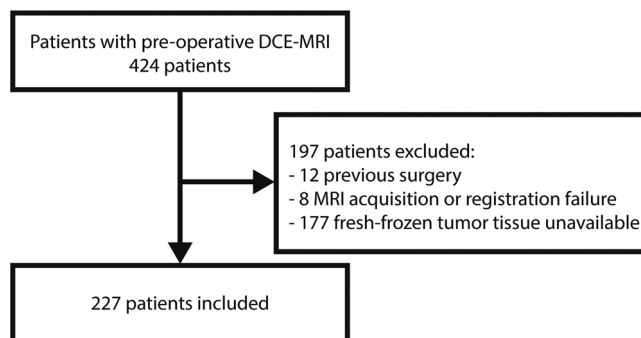 Patients with pre-operative DCE-MRI
424 patients
197 patients excluded:
- 12 previous surgery
- 8 MRI acquisition or registration failure
- 177 fresh-frozen tumor tissue unavailable
227 patients included